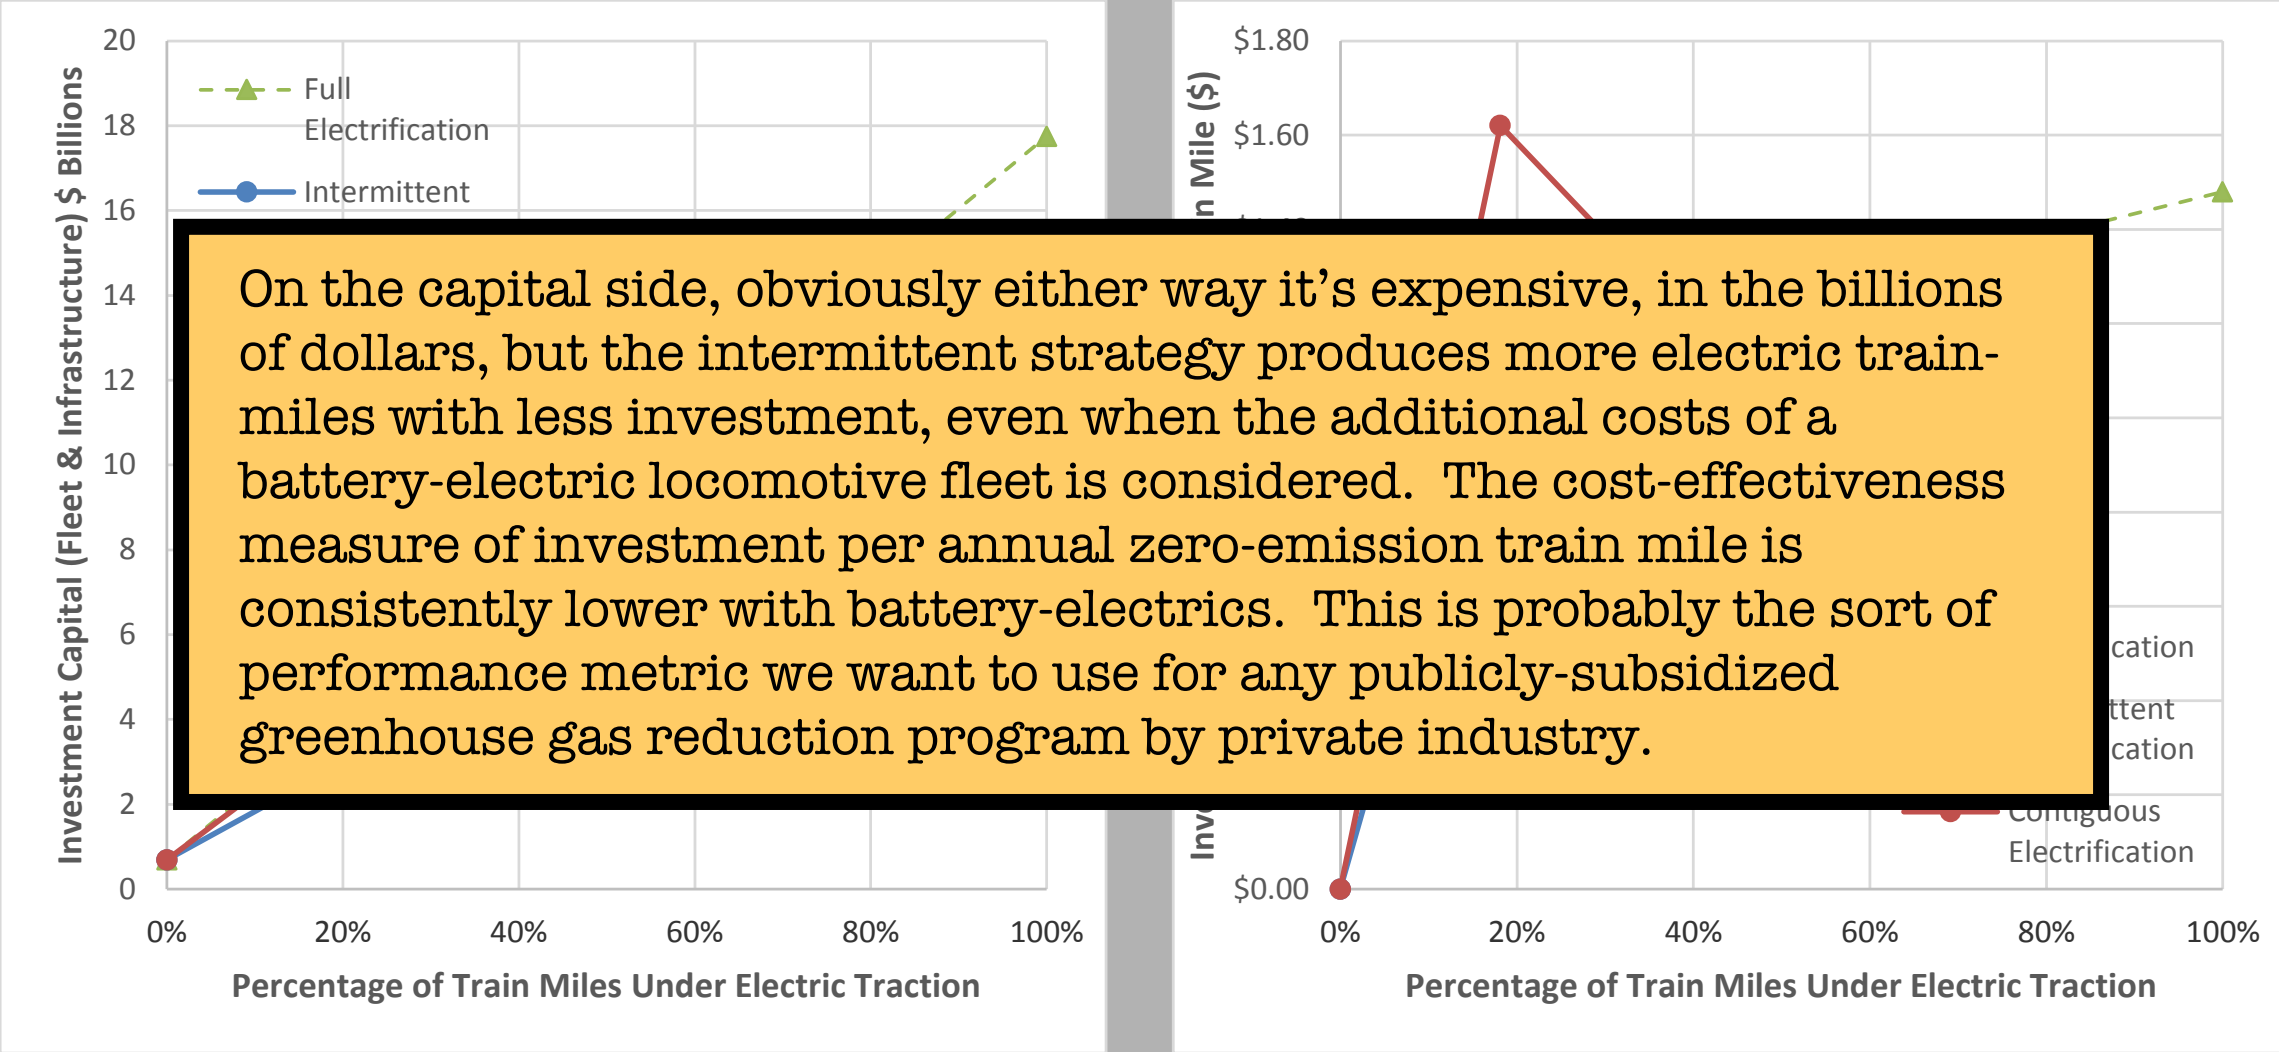 20
18
16
14
12
10
8
6
4
2
0
Investment Capital (Fleet & Infrastructure) $ Billions
Full
Electrification
Intermittent
0% 20% 40% 60% 80% 100%
Percentage of Train Miles Under Electric Traction
On the capital side, obviously either way it’s expensive, in the billions
of dollars, but the intermittent strategy produces more electric train-
miles with less investment, even when the additional costs of a
battery-electric locomotive fleet is considered. The cost-effectiveness
measure of investment per annual zero-emission train mile is
consistently lower with battery-electrics. This is probably the sort of
performance metric we want to use for any publicly-subsidized
greenhouse gas reduction program by private industry.
$1.80
$1.60
$0.00
Mile ($)
Contiguous
Electrification
0% 20% 40% 60% 80% 100%
Percentage of Train Miles Under Electric Traction